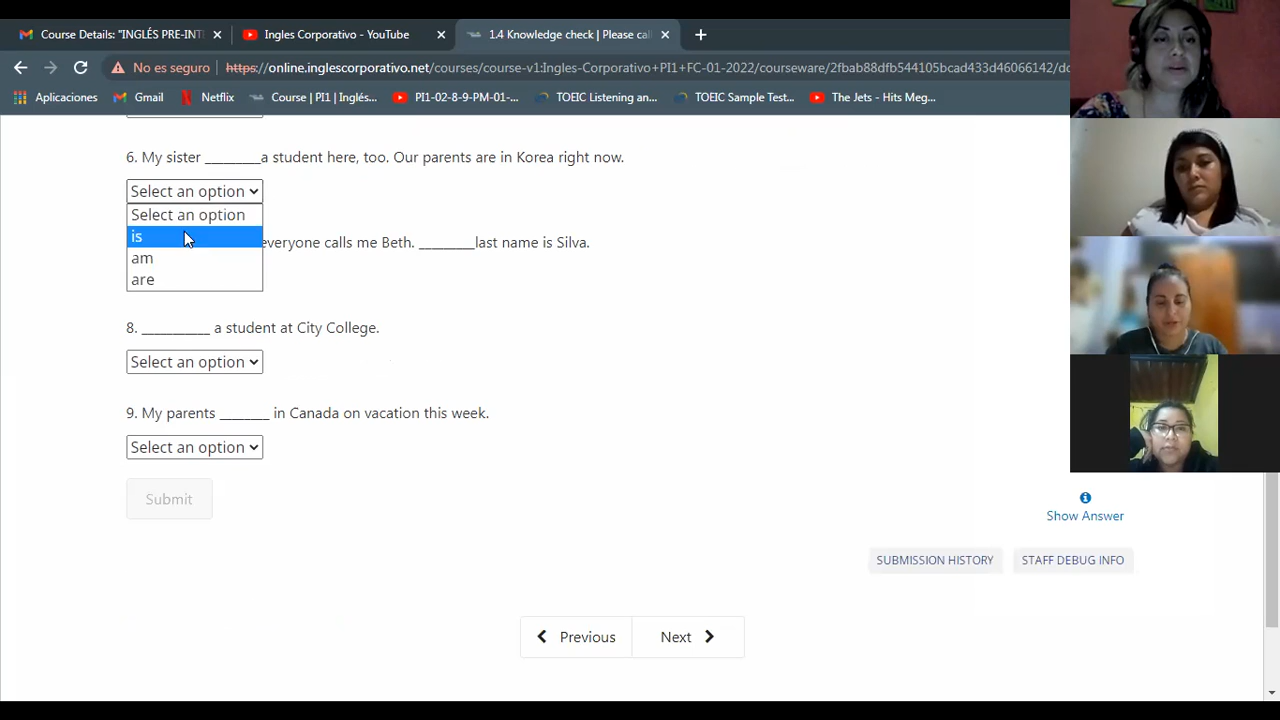 Course Details: "INGLÉS PRE-INT
Ingles Corporativo - YouTube
1.4 Knowledge check | Please cal
No es seguro
https://online.inglescorporativo.net/courses/course-v1:Ingles-Corporativo+PI1+FC-01-2022/courseware/2fbab88dfb544105bcad433d46066142/dc
Aplicaciones
Gmail
Netflix
Course | PI1 | Inglés...
PI1-02-8-9-PM-01-...
TOEIC Listening an...
TOEIC Sample Test...
The Jets - Hits Meg...
6. My sister _________a student here, too. Our parents are in Korea right now.
Select an option
Select an option
is
am
are
everyone calls me Beth. _________last name is Silva.
8. ___________ a student at City College.
Select an option
9. My parents ________ in Canada on vacation this week.
Select an option
Submit
Show Answer
SUBMISSION HISTORY
STAFF DEBUG INFO
Previous
Next